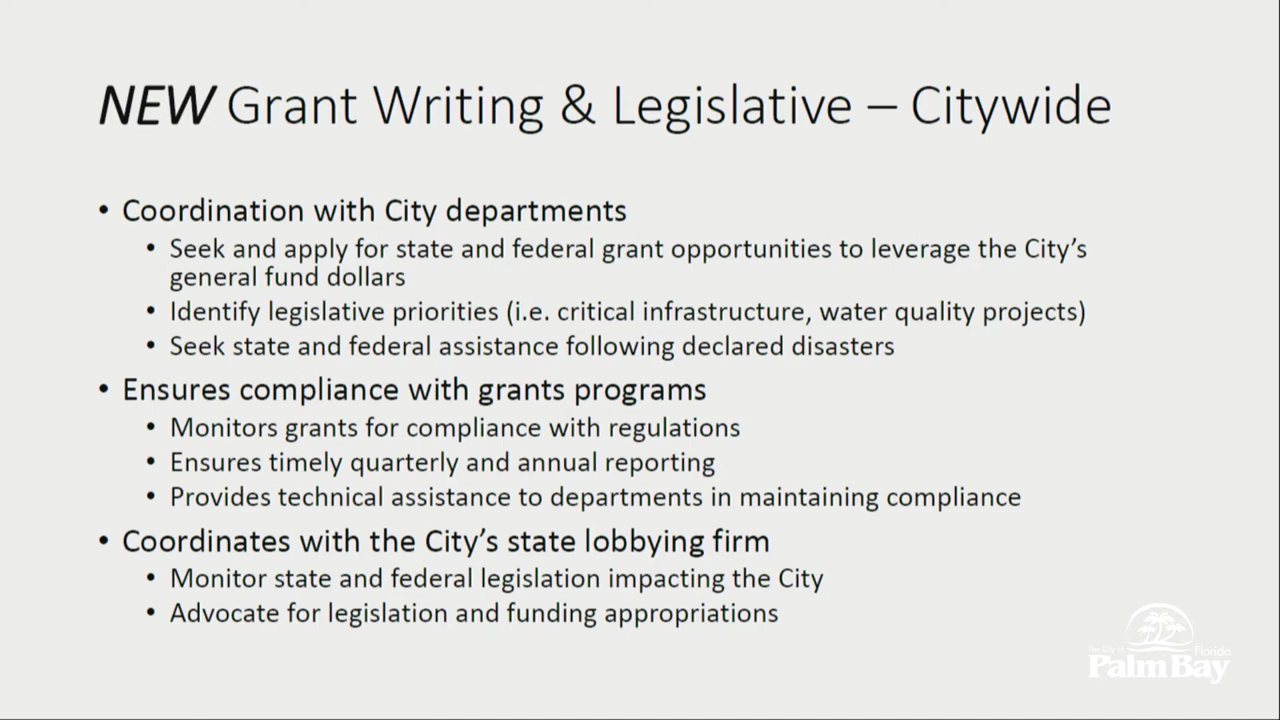 NEW Grant Writing & Legislative – Citywide
• Coordination with City departments
• Seek and apply for state and federal grant opportunities to leverage the City’s
general fund dollars
• Identify legislative priorities (i.e. critical infrastructure, water quality projects)
• Seek state and federal assistance following declared disasters
• Ensures compliance with grants programs
• Monitors grants for compliance with regulations
• Ensures timely quarterly and annual reporting
• Provides technical assistance to departments in maintaining compliance
• Coordinates with the City’s state lobbying firm
• Monitor state and federal legislation impacting the City
• Advocate for legislation and funding appropriations
The City of Florida
Palm Bay